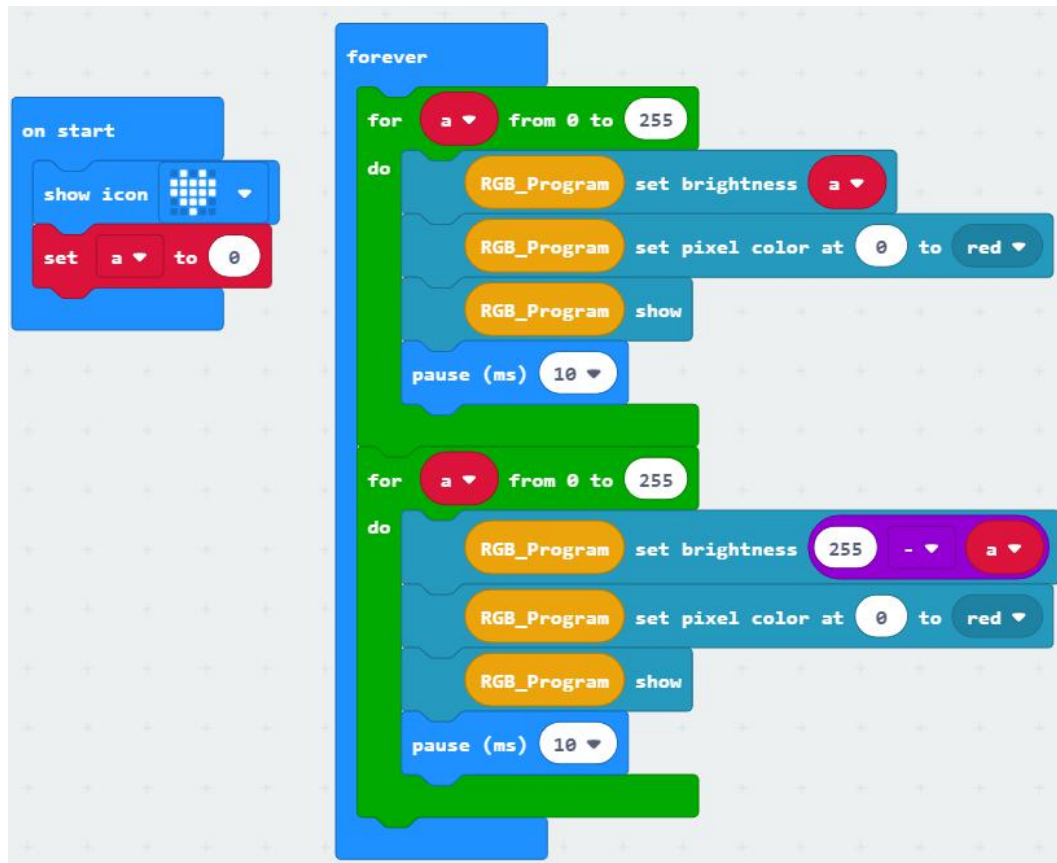 on start
show icon
set a to 0
forever
for a from 0 to 255
do
RGB_Program set brightness a
RGB_Program set pixel color at 0 to red
RGB_Program show
pause (ms) 10
for a from 0 to 255
do
RGB_Program set brightness 255 - a
RGB_Program set pixel color at 0 to red
RGB_Program show
pause (ms) 10